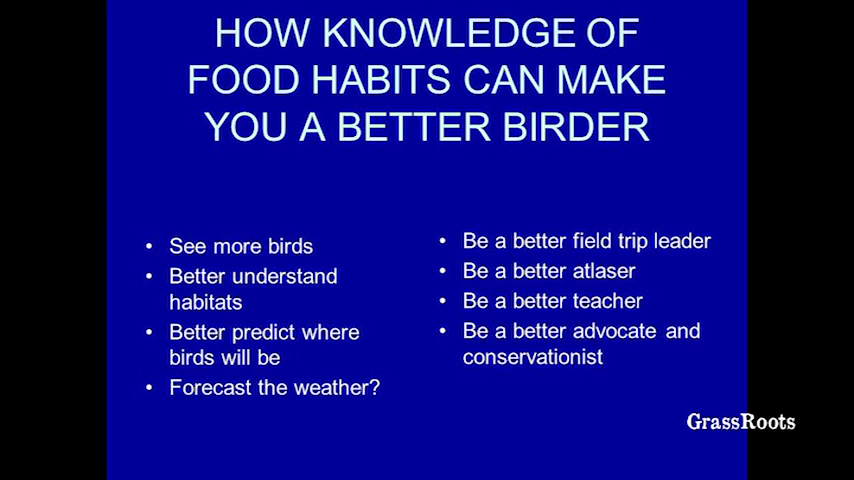 HOW KNOWLEDGE OF
FOOD HABITS CAN MAKE
YOU A BETTER BIRDER
• See more birds
• Better understand
habitats
• Better predict where
birds will be
• Forecast the weather?
• Be a better field trip leader
• Be a better atlaser
• Be a better teacher
• Be a better advocate and
conservationist
GrassRoots